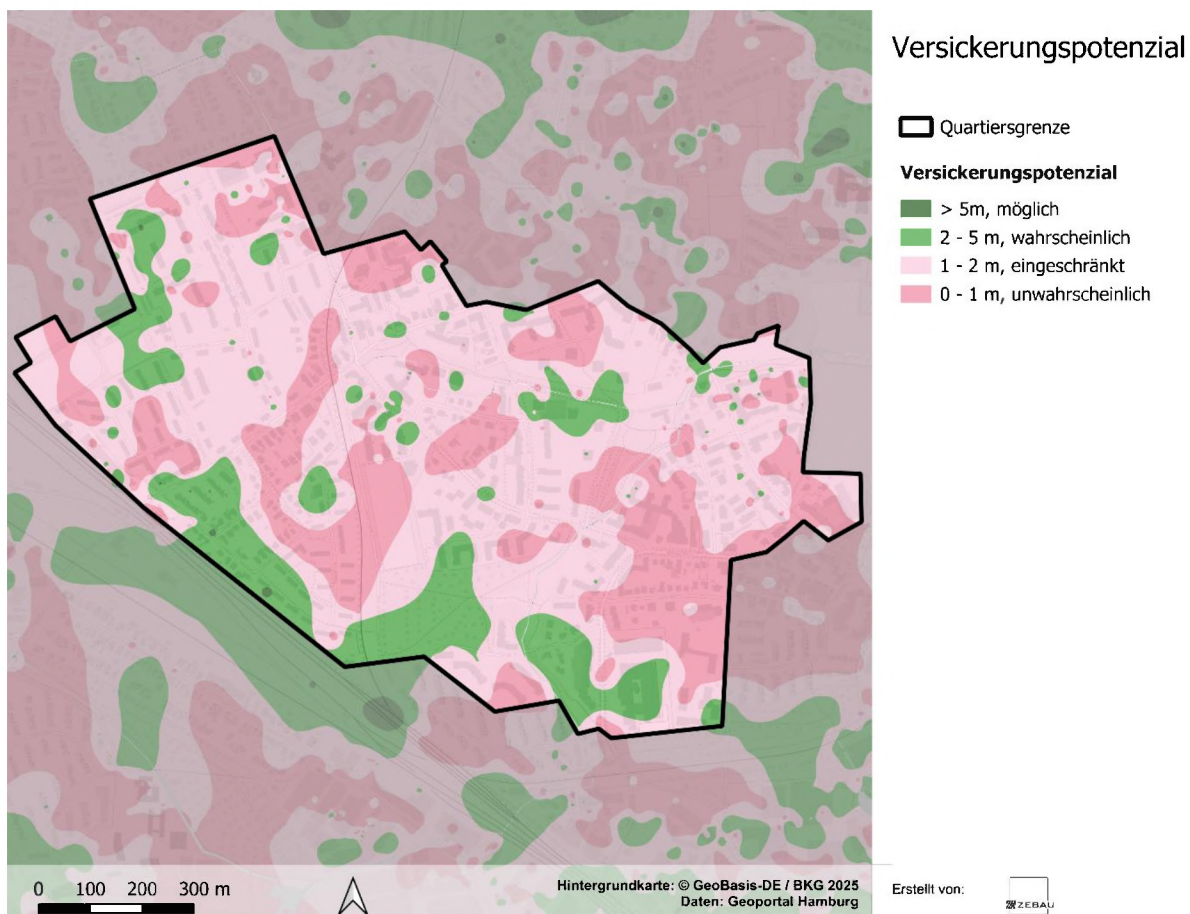 Versickerungspotenzial
Quartiersgrenze
Versickerungspotenzial
> 5m, möglich
2 - 5 m, wahrscheinlich
1 - 2 m, eingeschränkt
0 - 1 m, unwahrscheinlich
0 100 200 300 m
Hintergrundkarte: © GeoBasis-DE / BKG 2025
Daten: Geoportal Hamburg
Erstellt von:
ZEBAU